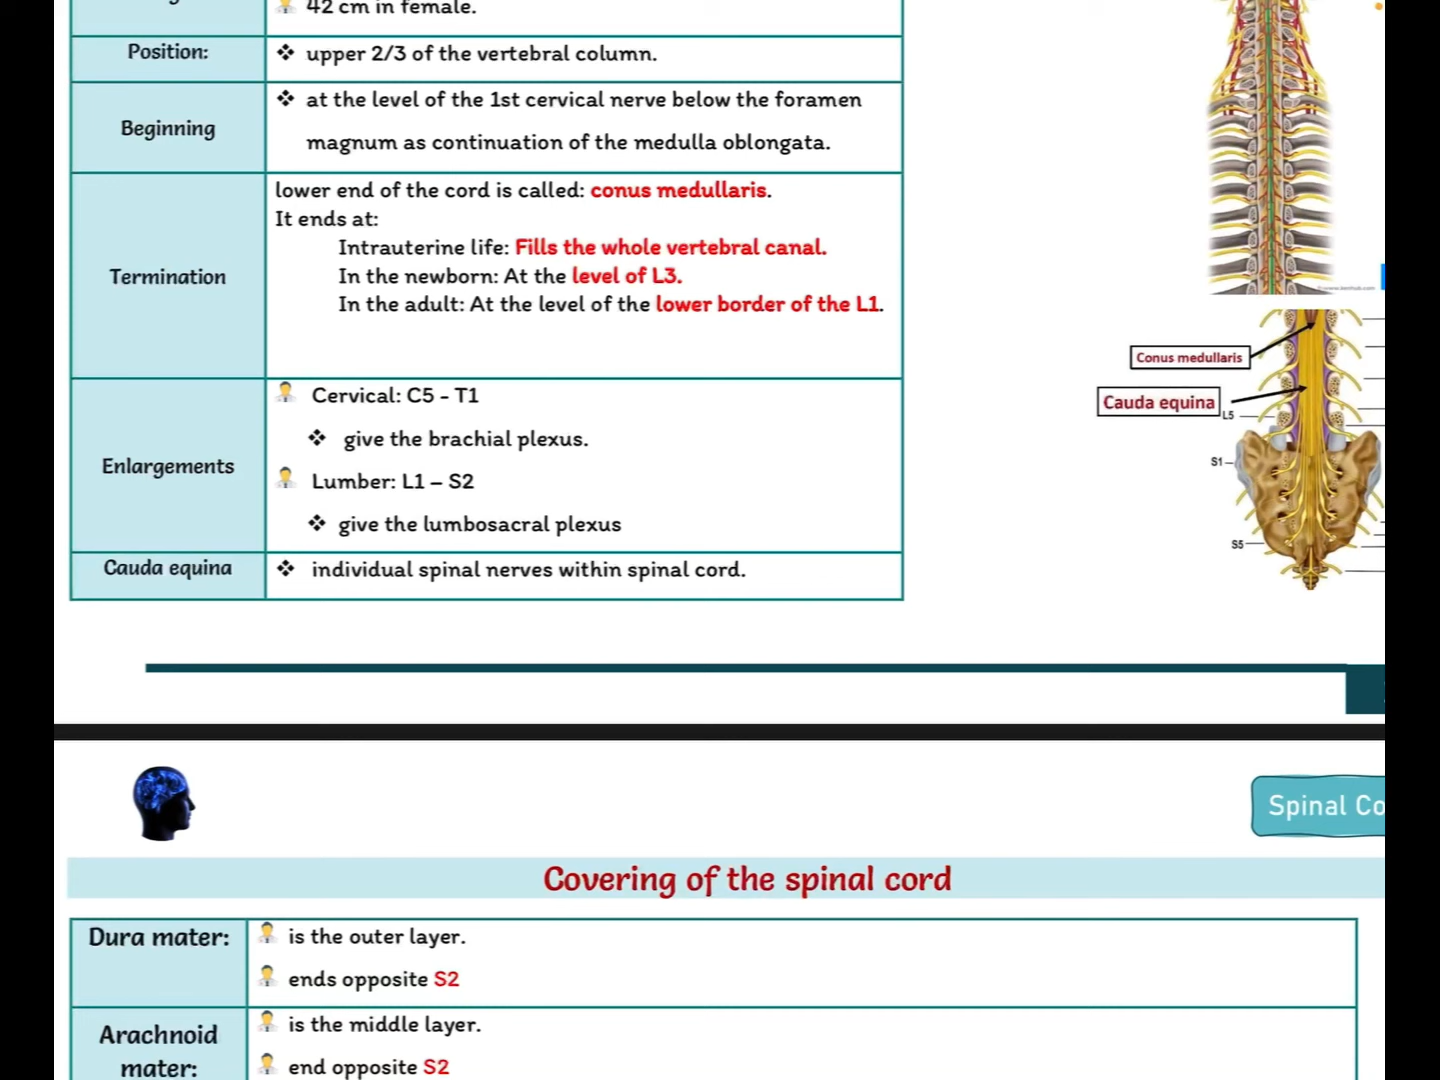 42 cm in female.
Position:
❖ upper 2/3 of the vertebral column.
Beginning
❖ at the level of the 1st cervical nerve below the foramen
magnum as continuation of the medulla oblongata.
Termination
lower end of the cord is called: conus medullaris.
It ends at:
Intrauterine life: Fills the whole vertebral canal.
In the newborn: At the level of L3.
In the adult: At the level of the lower border of the L1.
Enlargements
Cervical: C5 - T1
❖ give the brachial plexus.
Lumber: L1 – S2
❖ give the lumbosacral plexus
Cauda equina
❖ individual spinal nerves within spinal cord.
www.kenhub.com
Conus medullaris
Cauda equina
L5
S1
S5
Spinal Co
Covering of the spinal cord
Dura mater:
is the outer layer.
ends opposite S2
Arachnoid
mater:
is the middle layer.
end opposite S2